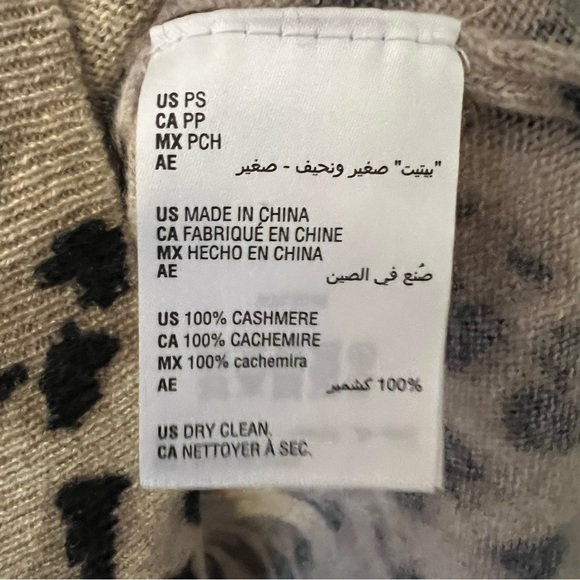 US PS
CA PP
MX PCH
AE "بيتيت" صغير ونحيف - صغير
US MADE IN CHINA
CA FABRIQUÉ EN CHINE
MX HECHO EN CHINA
AE صُنع في الصين
US 100% CASHMERE
CA 100% CACHEMIRE
MX 100% cachemira
AE 100% كشمير
US DRY CLEAN.
CA NETTOYER À SEC.